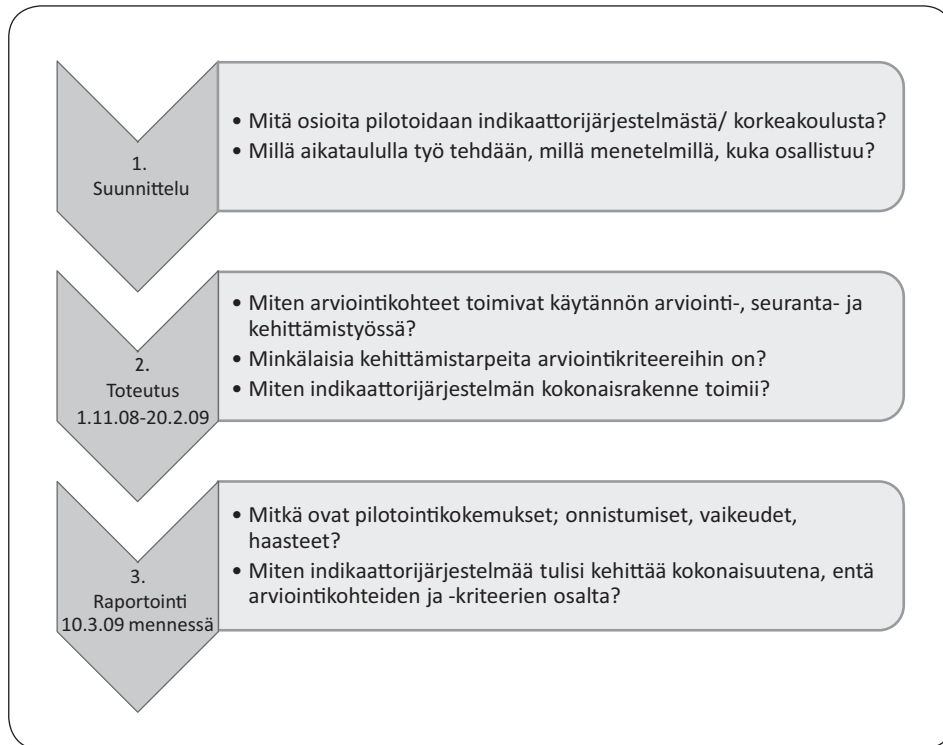 1.
Suunnittelu
• Mitä osioita pilotoidaan indikaattorijärjestelmästä/ korkeakoulusta?
• Millä aikataululla työ tehdään, millä menetelmillä, kuka osallistuu?
2.
Toteutus
1.11.08-20.2.09
• Miten arviointikohteet toimivat käytännön arviointi-, seuranta- ja
kehittämistyössä?
• Minkälaisia kehittämistarpeita arviointikriteereihin on?
• Miten indikaattorijärjestelmän kokonaisrakenne toimii?
3.
Raportointi
10.3.09 mennessä
• Mitkä ovat pilotointikokemukset; onnistumiset, vaikeudet,
haasteet?
• Miten indikaattorijärjestelmää tulisi kehittää kokonaisuutena, entä
arviointikohteiden ja -kriteerien osalta?